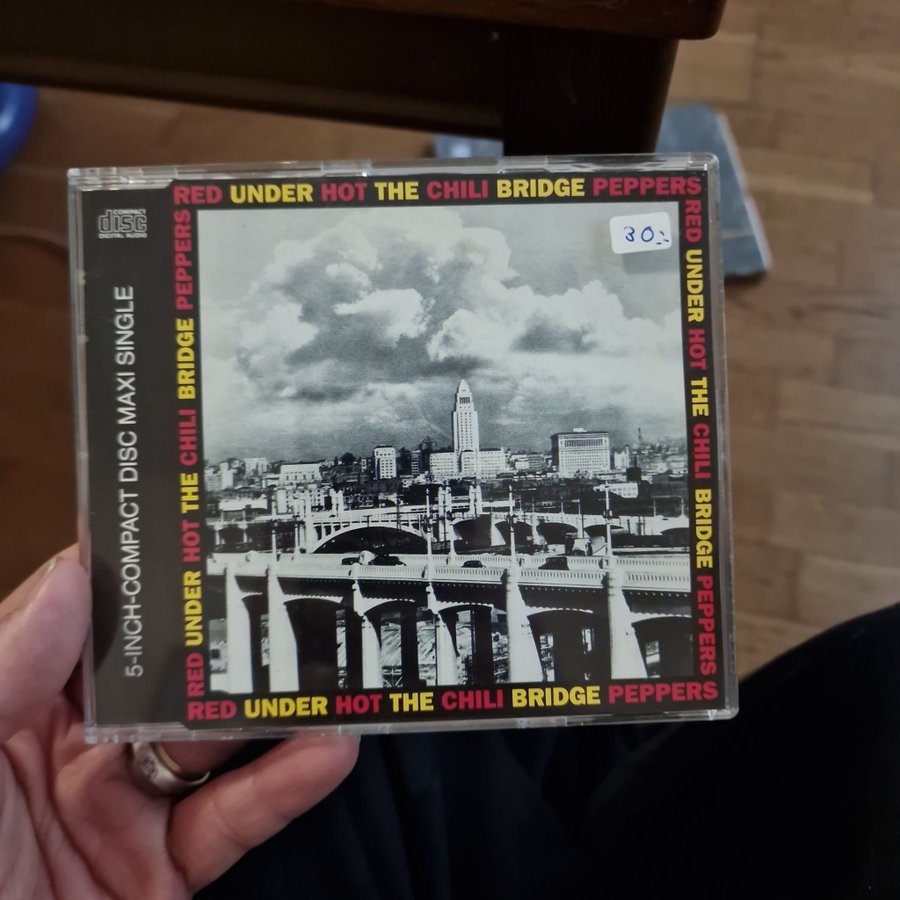 COMPACT
disc
DIGITAL AUDIO
5-INCH-COMPACT DISC MAXI SINGLE
RED UNDER HOT THE CHILI BRIDGE PEPPERS
30:-
RED UNDER HOT THE CHILI BRIDGE PEPPERS
RED UNDER HOT THE CHILI BRIDGE PEPPERS
RED UNDER HOT THE CHILI BRIDGE PEPPERS